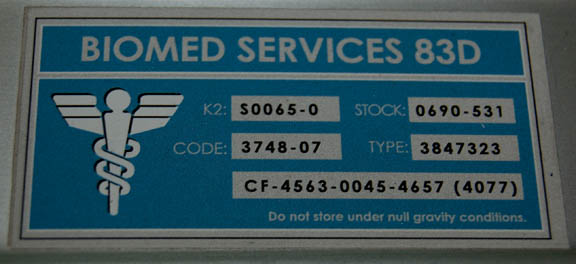 BIOMED SERVICES 83D
K2: S0065-0 STOCK: 0690-531
CODE: 3748-07 TYPE: 3847323
CF-4563-0045-4657 (4077)
Do not store under null gravity conditions.